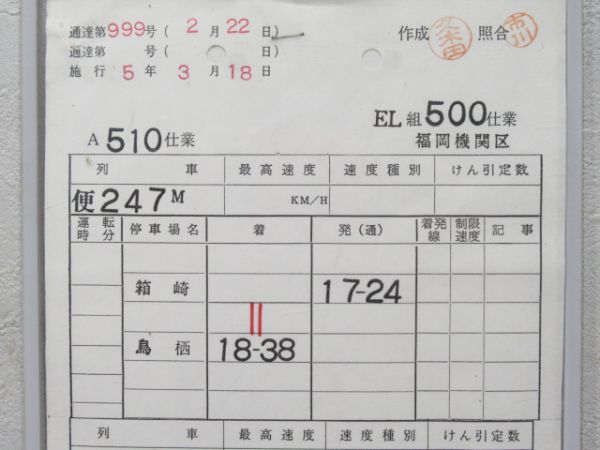 通達第999号( 2 月 22 日) 作成 照合 市川
通達第 号( 月 日)
施行 5 年 3 月 18 日
EL組500仕業
A 510仕業 福岡機関区
列 車 最高速度 速度種別 けん引定数
便247M KM/H
運転時分 停車場名 着 発(通) 着発線 制限速度 記事
箱崎 17-24
||
鳥栖 18-38
列 車 最高速度 速度種別 けん引定数